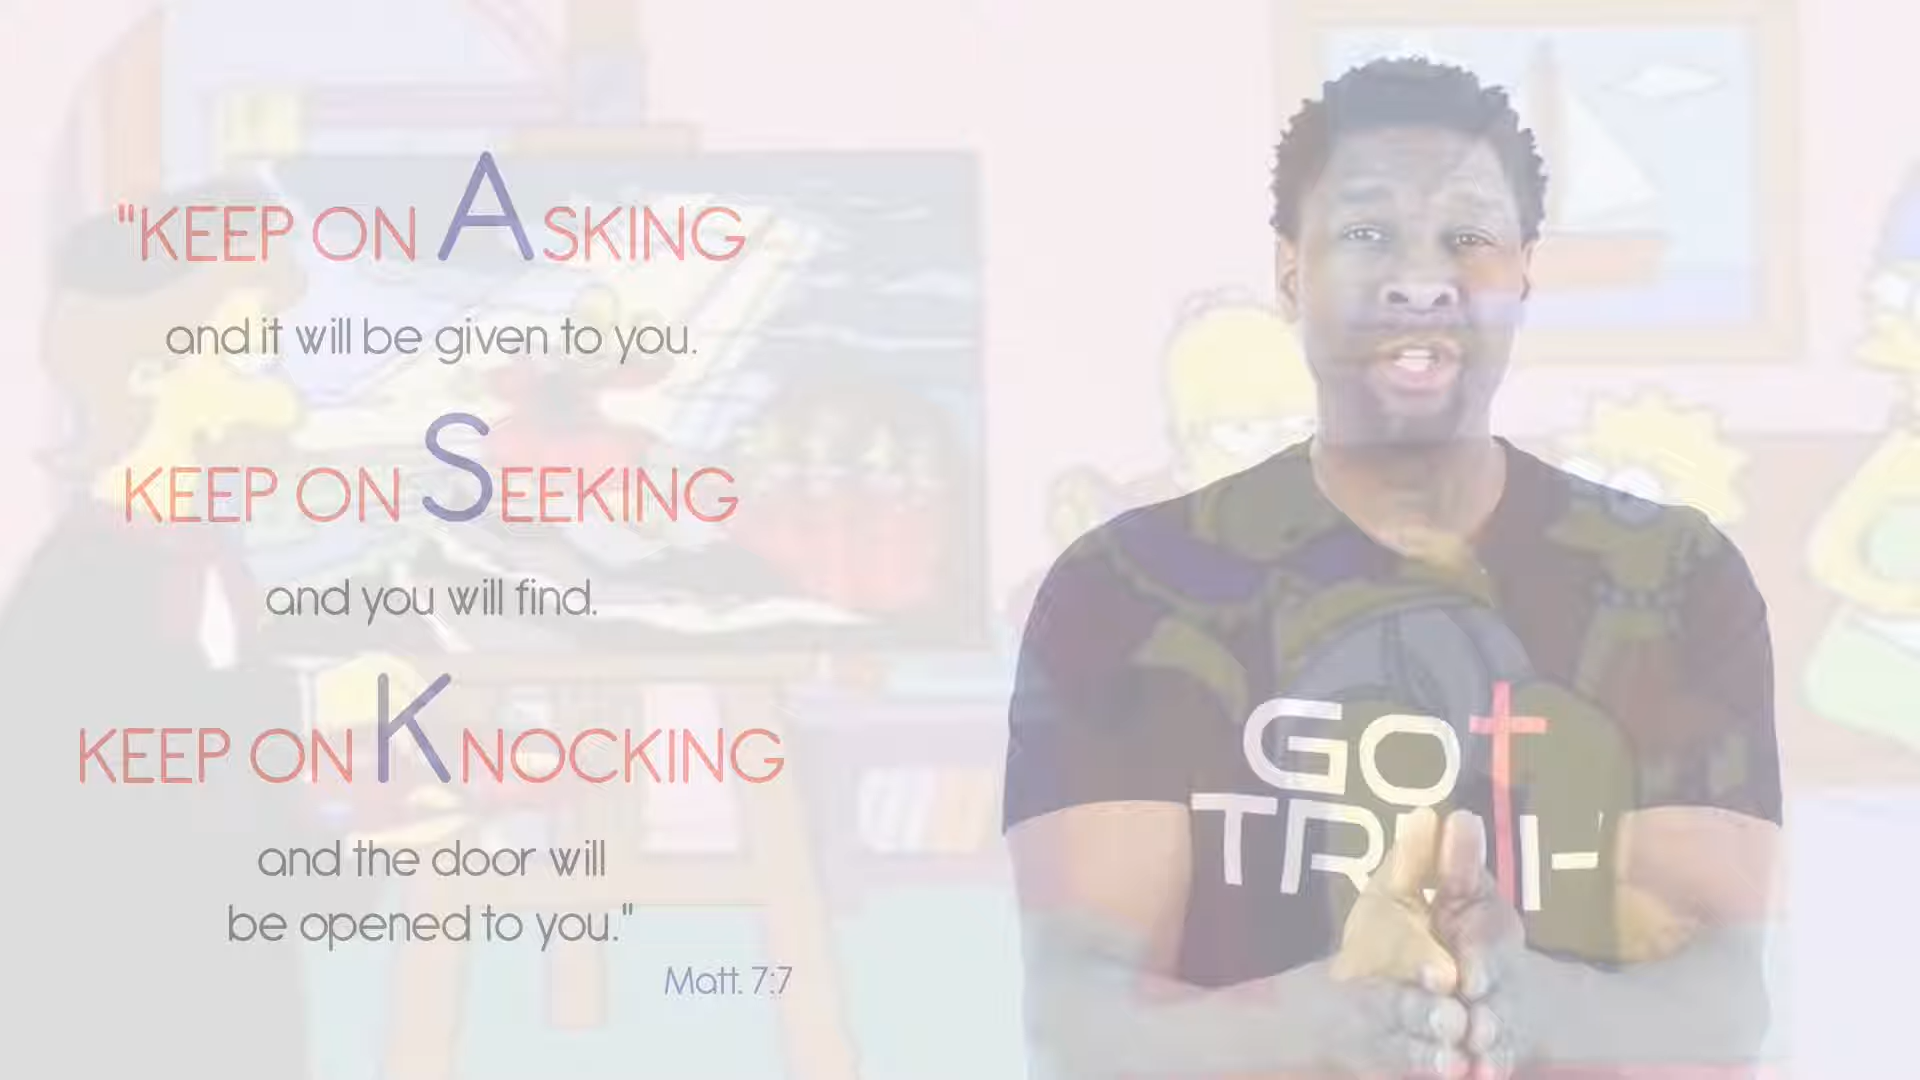 "KEEP ON ASKING
and it will be given to you.
KEEP ON SEEKING
and you will find.
KEEP ON KNOCKING
and the door will
be opened to you."
Matt. 7:7
GOT